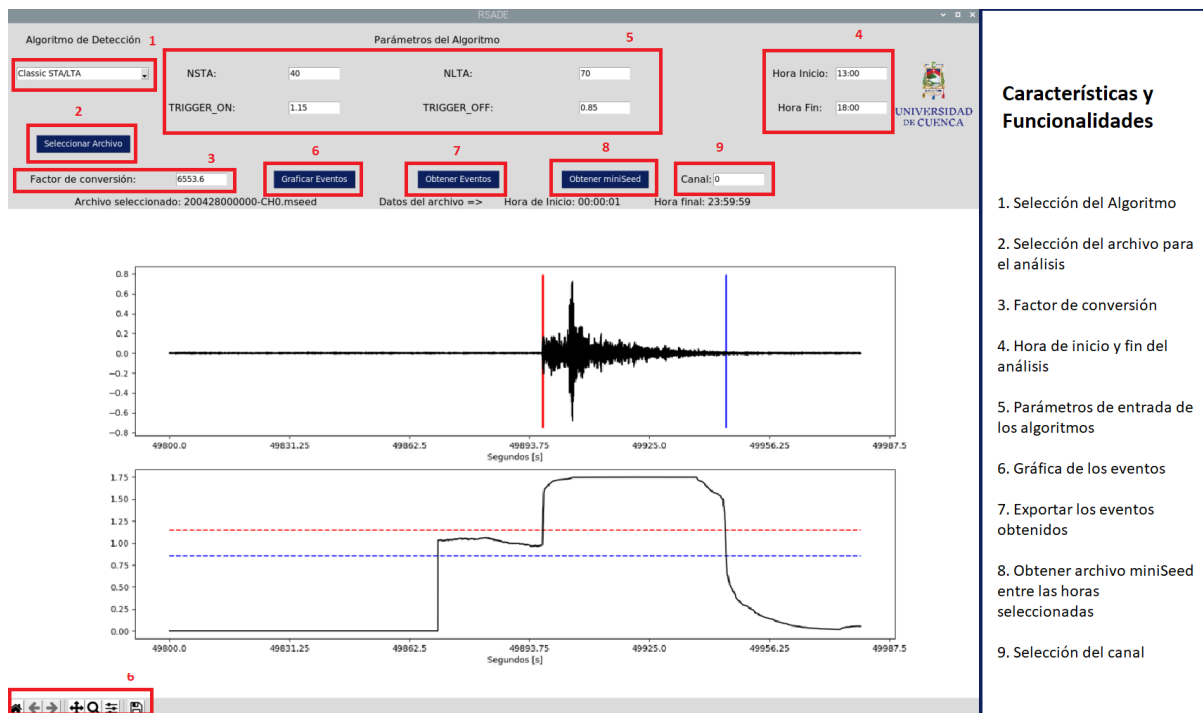 RSADE
Algoritmo de Detección 1
Parámetros del Algoritmo 5
4
Classic STA/LTA
NSTA: 40
NLTA: 70
Hora Inicio: 13:00
TRIGGER_ON: 1.15
TRIGGER_OFF: 0.85
Hora Fin: 18:00
UNIVERSIDAD
DE CUENCA
2
Seleccionar Archivo
3
6
7
8
9
Factor de conversión: 6553.6
Graficar Eventos
Obtener Eventos
Obtener miniSeed
Canal: 0
Archivo seleccionado: 200428000000-CH0.mseed Datos del archivo => Hora de Inicio: 00:00:01 Hora final: 23:59:59
0.8
0.6
0.4
0.2
0.0
−0.2
−0.4
−0.6
−0.8
49800.0 49831.25 49862.5 49893.75 49925.0 49956.25 49987.5
Segundos [s]
1.75
1.50
1.25
1.00
0.75
0.50
0.25
0.00
49800.0 49831.25 49862.5 49893.75 49925.0 49956.25 49987.5
Segundos [s]
6
Características y
Funcionalidades
1. Selección del Algoritmo
2. Selección del archivo para
el análisis
3. Factor de conversión
4. Hora de inicio y fin del
análisis
5. Parámetros de entrada de
los algoritmos
6. Gráfica de los eventos
7. Exportar los eventos
obtenidos
8. Obtener archivo miniSeed
entre las horas
seleccionadas
9. Selección del canal